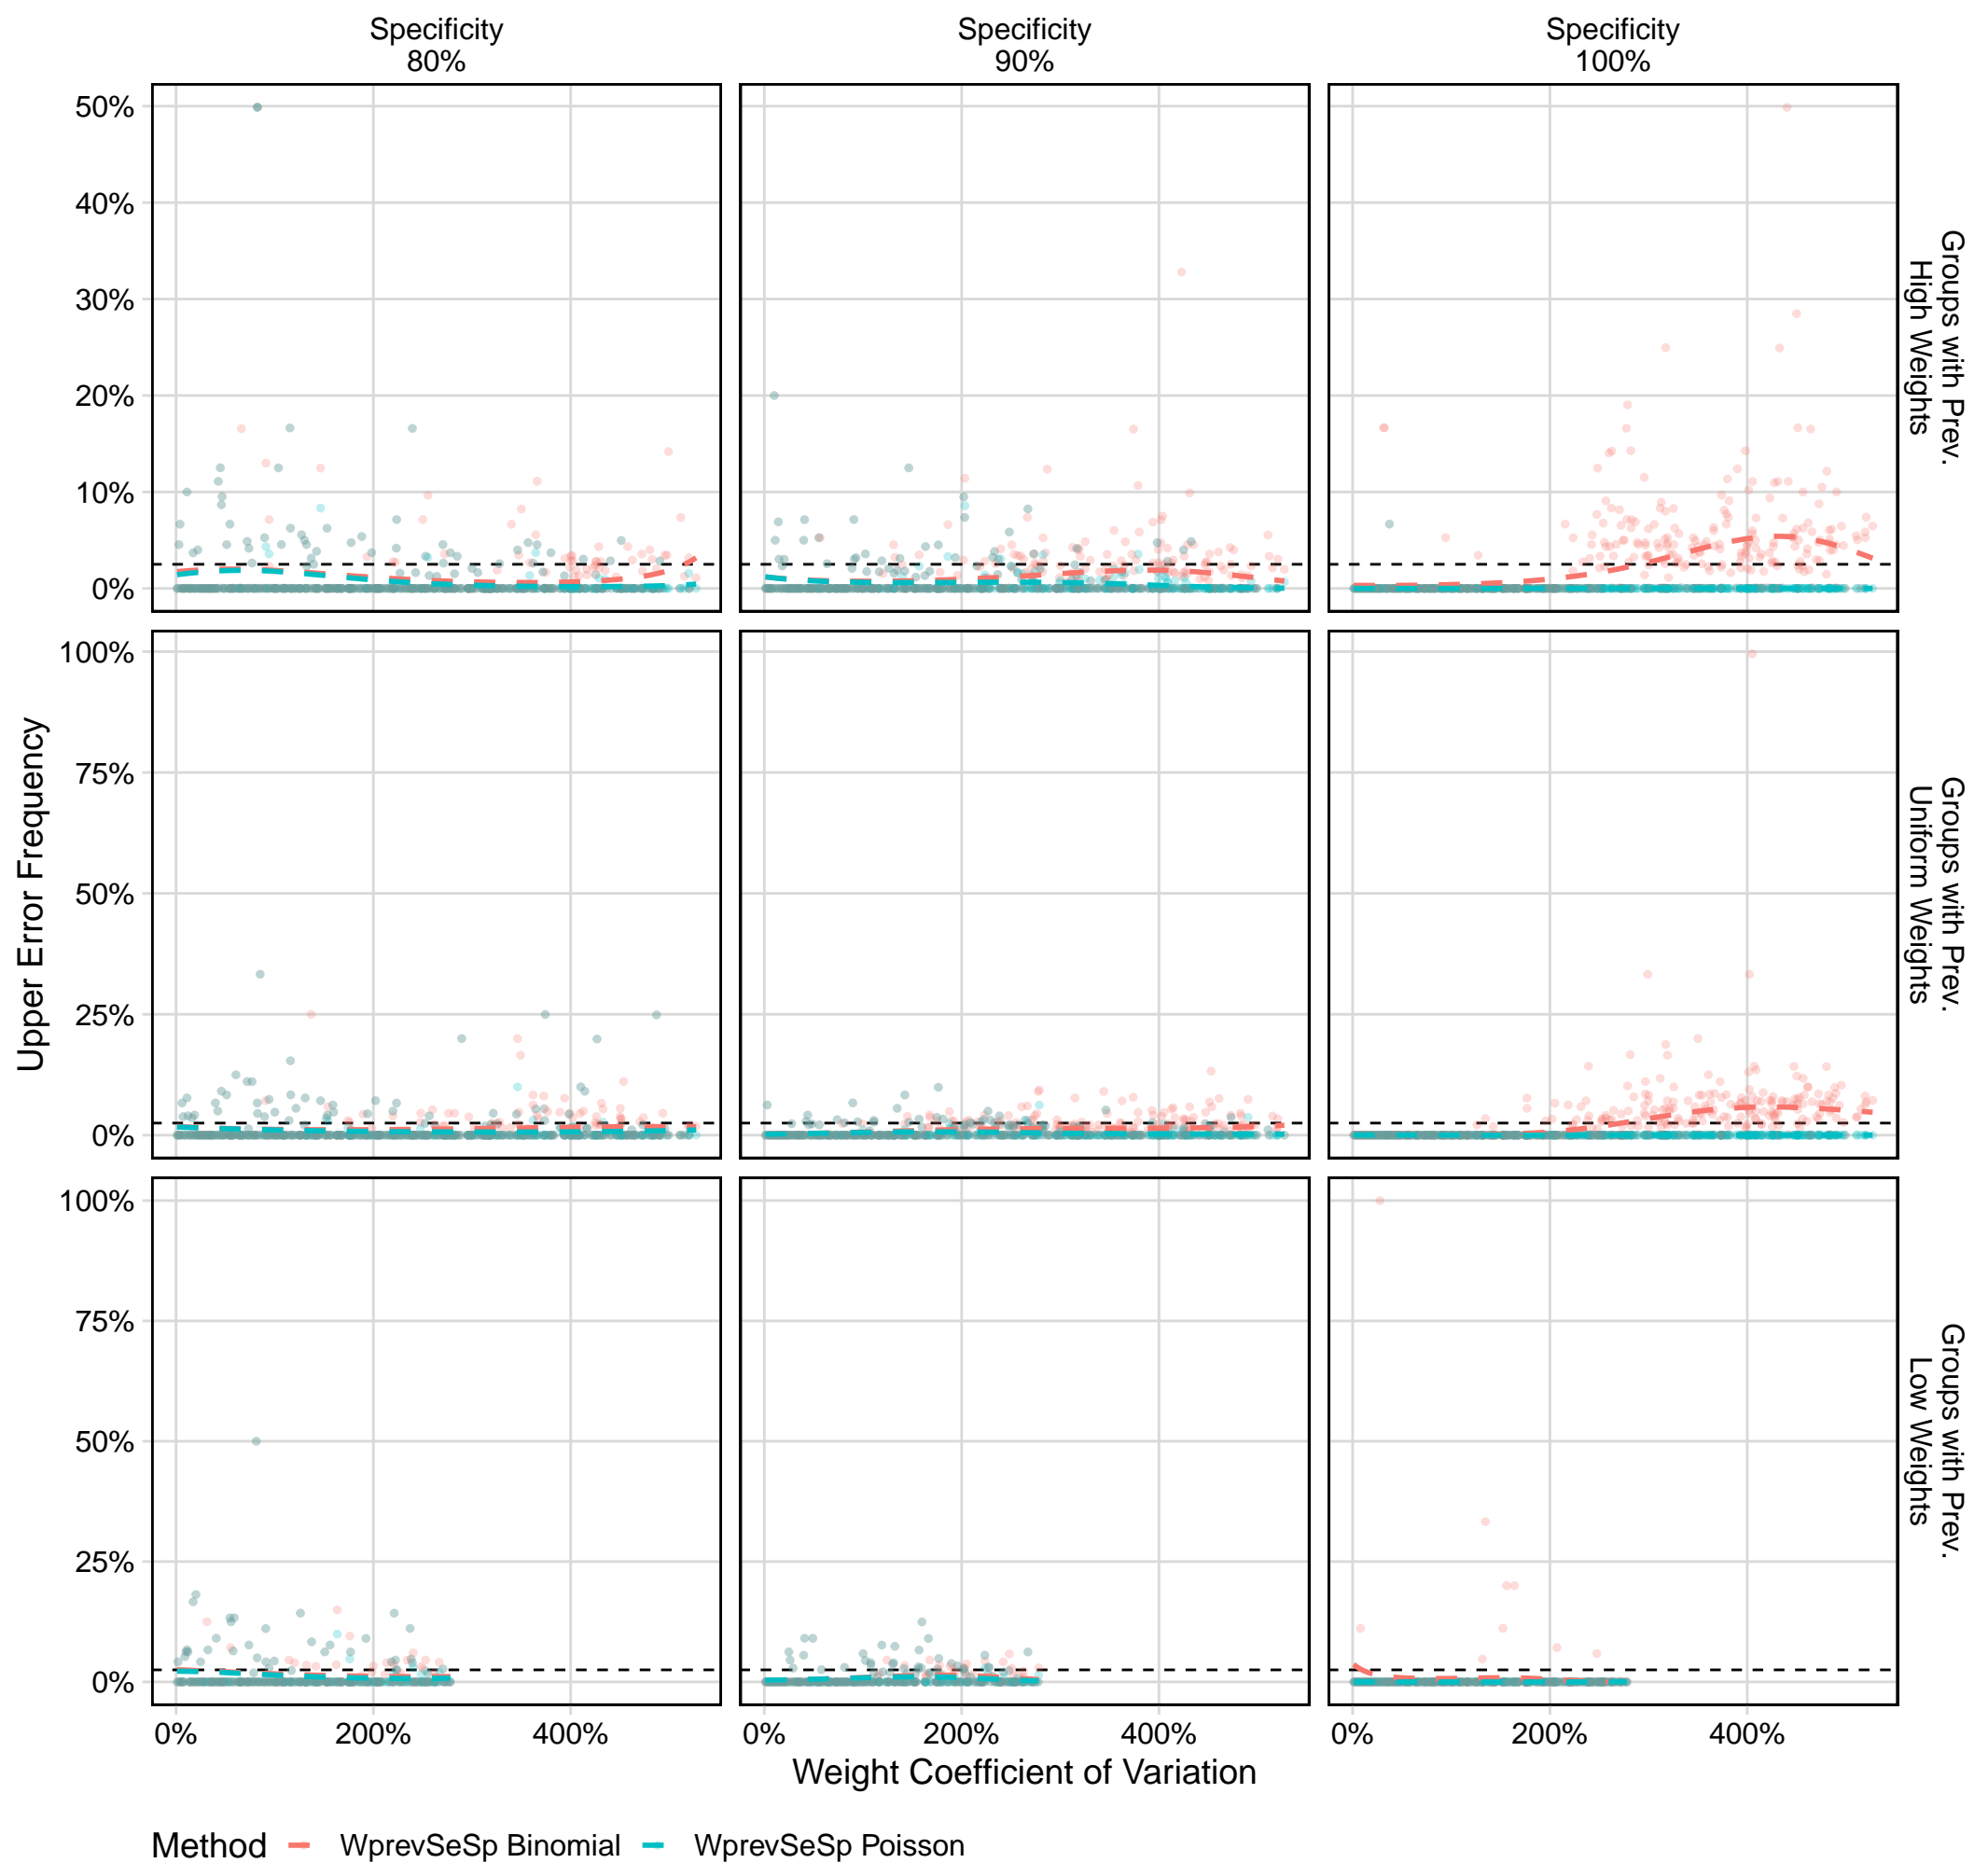 Specificity
80%
Specificity
90%
Specificity
100%
50%
40%
30%
20%
10%
0%
Groups with Prev.
High Weights
100%
75%
50%
25%
0%
Groups with Prev.
Uniform Weights
100%
75%
50%
25%
0%
Groups with Prev.
Low Weights
Upper Error Frequency
0%
200%
400%
0%
200%
400%
0%
200%
400%
Weight Coefficient of Variation
Method
WprevSeSp Binomial
WprevSeSp Poisson